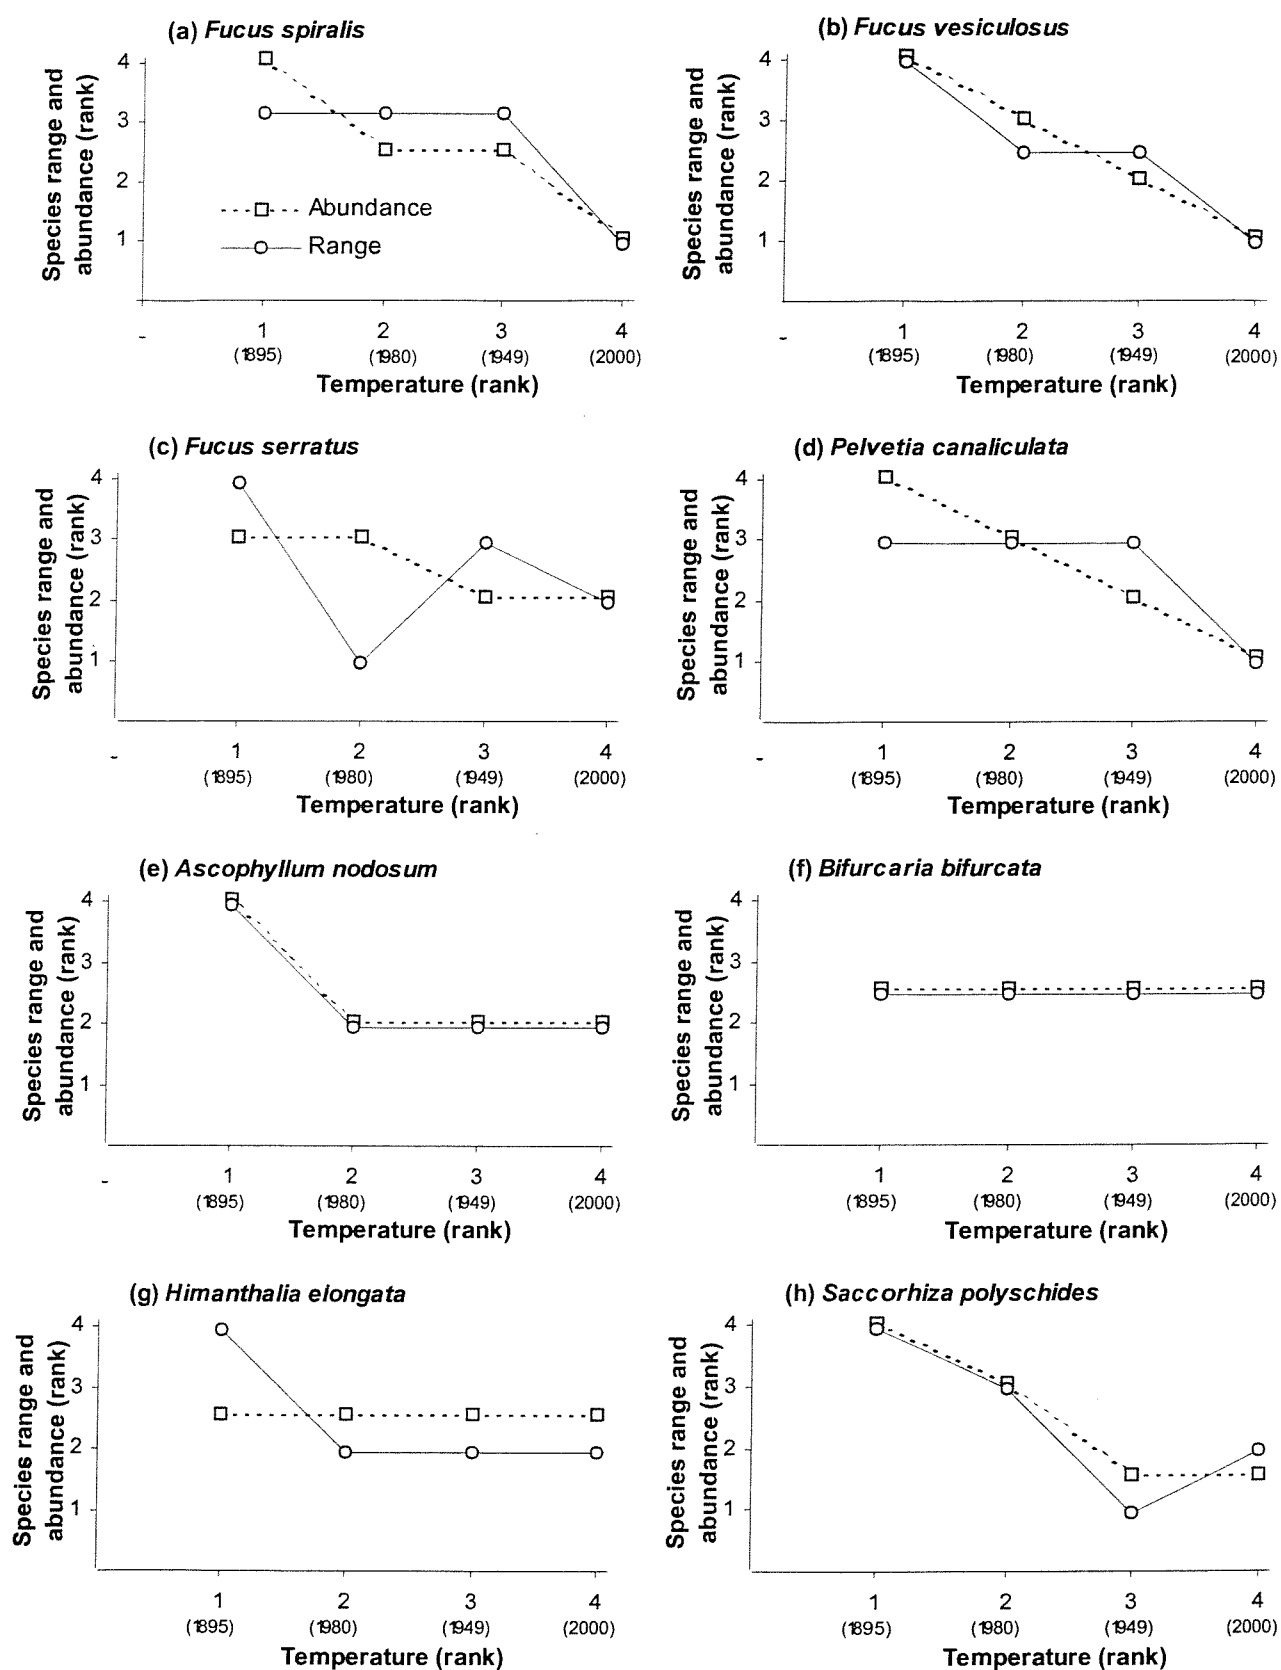 (a) Fucus spiralis
Species range and
abundance (rank)
4
3
2
1
Abundance
Range
1
2
3
4
(1895)
(1980)
(1949)
(2000)
Temperature (rank)
(b) Fucus vesiculosus
Species range and
abundance (rank)
4
3
2
1
1
2
3
4
(1895)
(1980)
(1949)
(2000)
Temperature (rank)
(c) Fucus serratus
Species range and
abundance (rank)
4
3
2
1
1
2
3
4
(1895)
(1980)
(1949)
(2000)
Temperature (rank)
(d) Pelvetia canaliculata
Species range and
abundance (rank)
4
3
2
1
1
2
3
4
(1895)
(1980)
(1949)
(2000)
Temperature (rank)
(e) Ascophyllum nodosum
Species range and
abundance (rank)
4
3
2
1
1
2
3
4
(1895)
(1980)
(1949)
(2000)
Temperature (rank)
(f) Bifurcaria bifurcata
Species range and
abundance (rank)
4
3
2
1
1
2
3
4
(1895)
(1980)
(1949)
(2000)
Temperature (rank)
(g) Himanthalia elongata
Species range and
abundance (rank)
4
3
2
1
1
2
3
4
(1895)
(1980)
(1949)
(2000)
Temperature (rank)
(h) Saccorhiza polyschides
Species range and
abundance (rank)
4
3
2
1
1
2
3
4
(1895)
(1980)
(1949)
(2000)
Temperature (rank)